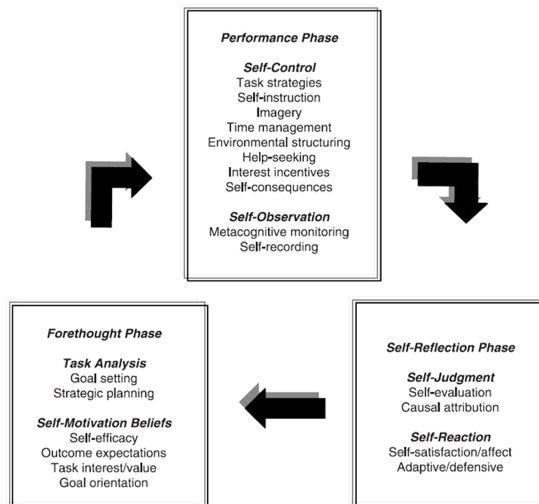 Performance Phase
Self-Control
Task strategies
Self-instruction
Imagery
Time management
Environmental structuring
Help-seeking
Interest incentives
Self-consequences
Self-Observation
Metacognitive monitoring
Self-recording
Forethought Phase
Task Analysis
Goal setting
Strategic planning
Self-Motivation Beliefs
Self-efficacy
Outcome expectations
Task interest/value
Goal orientation
Self-Reflection Phase
Self-Judgment
Self-evaluation
Causal attribution
Self-Reaction
Self-satisfaction/affect
Adaptive/defensive